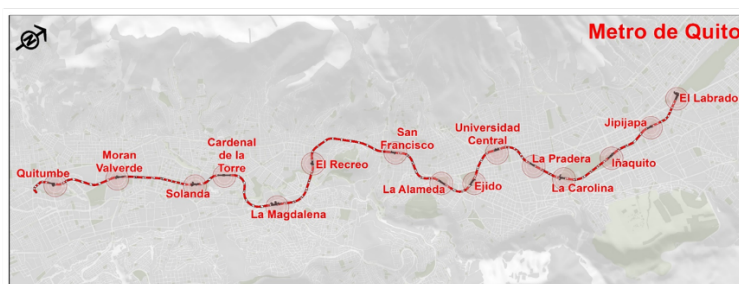 Metro de Quito
Quitumbe
Moran
Valverde
Solanda
Cardenal
de la
Torre
La Magdalena
El Recreo
San
Francisco
La Alameda
Ejido
Universidad
Central
La Pradera
La Carolina
Iñaquito
Jipijapa
El Labrador
N